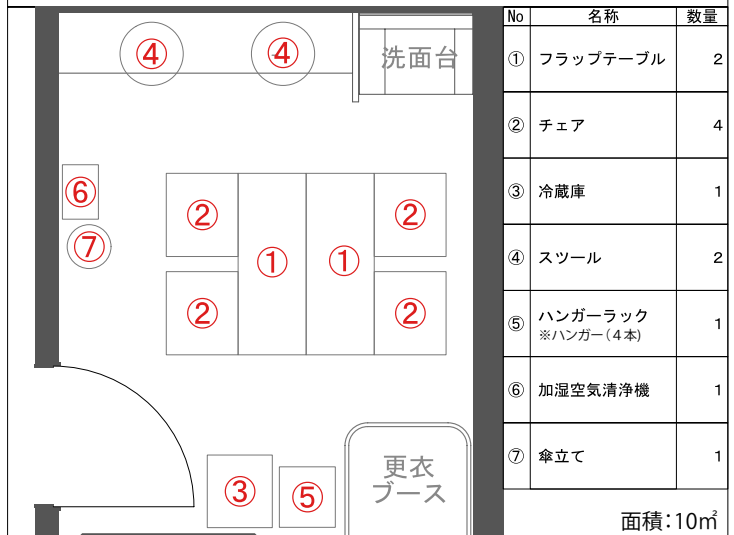 ④ ④ 洗面台
⑥ ② ②
⑦ ① ①
② ②
更衣
ブース
③ ⑤
No 名称 数量
① フラップテーブル 2
② チェア 4
③ 冷蔵庫 1
④ スツール 2
⑤ ハンガーラック 1
※ハンガー(4本)
⑥ 加湿空気清浄機 1
⑦ 傘立て 1
面積:10㎡